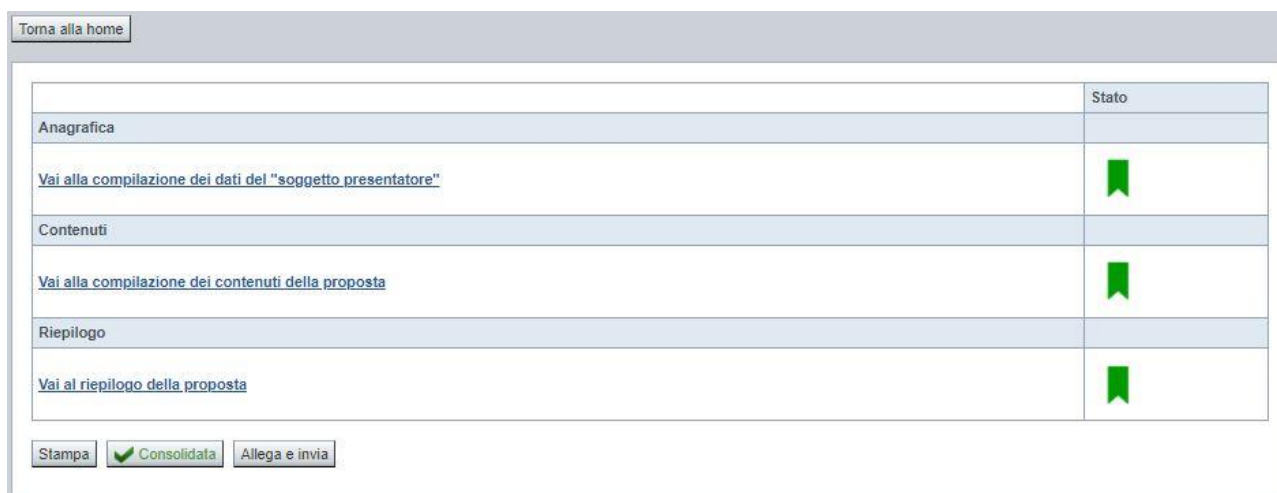 Torna alla home
Stato
Anagrafica
Vai alla compilazione dei dati del "soggetto presentatore"
Contenuti
Vai alla compilazione dei contenuti della proposta
Riepilogo
Vai al riepilogo della proposta
Stampa Consolidata Allega e invia